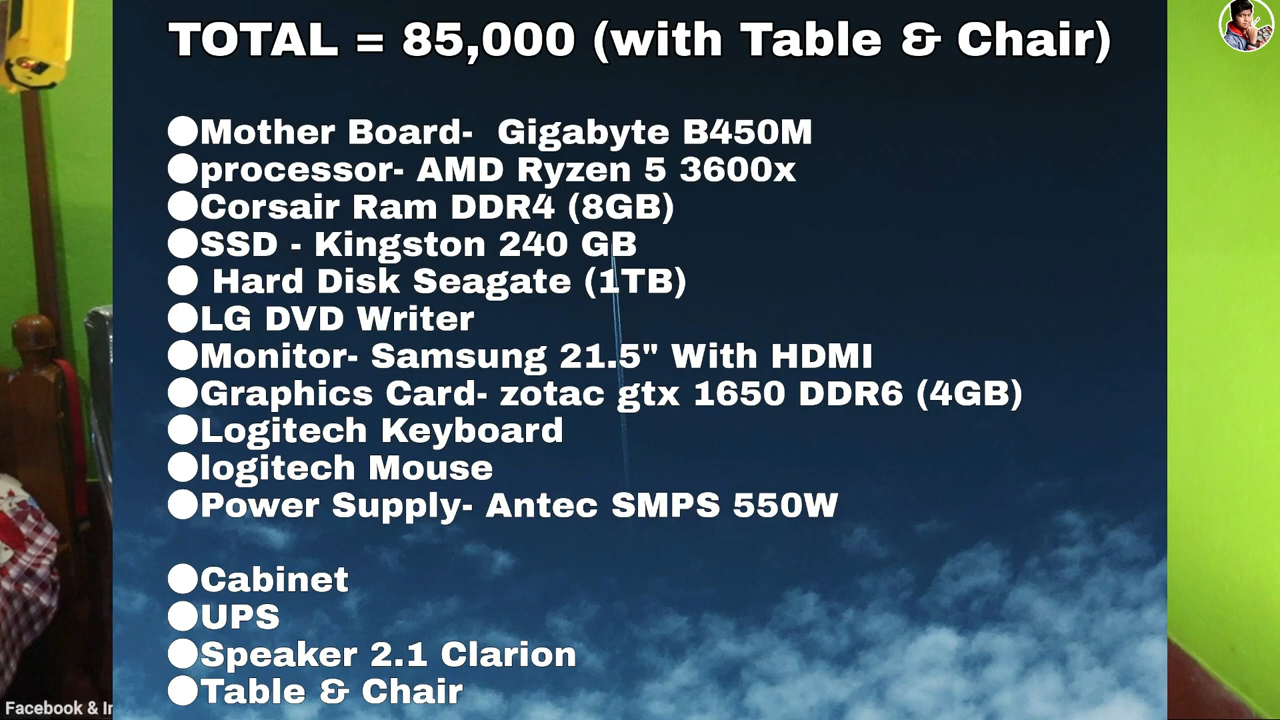 TOTAL = 85,000 (with Table & Chair)
●Mother Board-  Gigabyte B450M
●processor- AMD Ryzen 5 3600x
●Corsair Ram DDR4 (8GB)
●SSD - Kingston 240 GB
● Hard Disk Seagate (1TB)
●LG DVD Writer
●Monitor- Samsung 21.5" With HDMI
●Graphics Card- zotac gtx 1650 DDR6 (4GB)
●Logitech Keyboard
●logitech Mouse
●Power Supply- Antec SMPS 550W
●Cabinet
●UPS
●Speaker 2.1 Clarion
●Table & Chair
Facebook & I